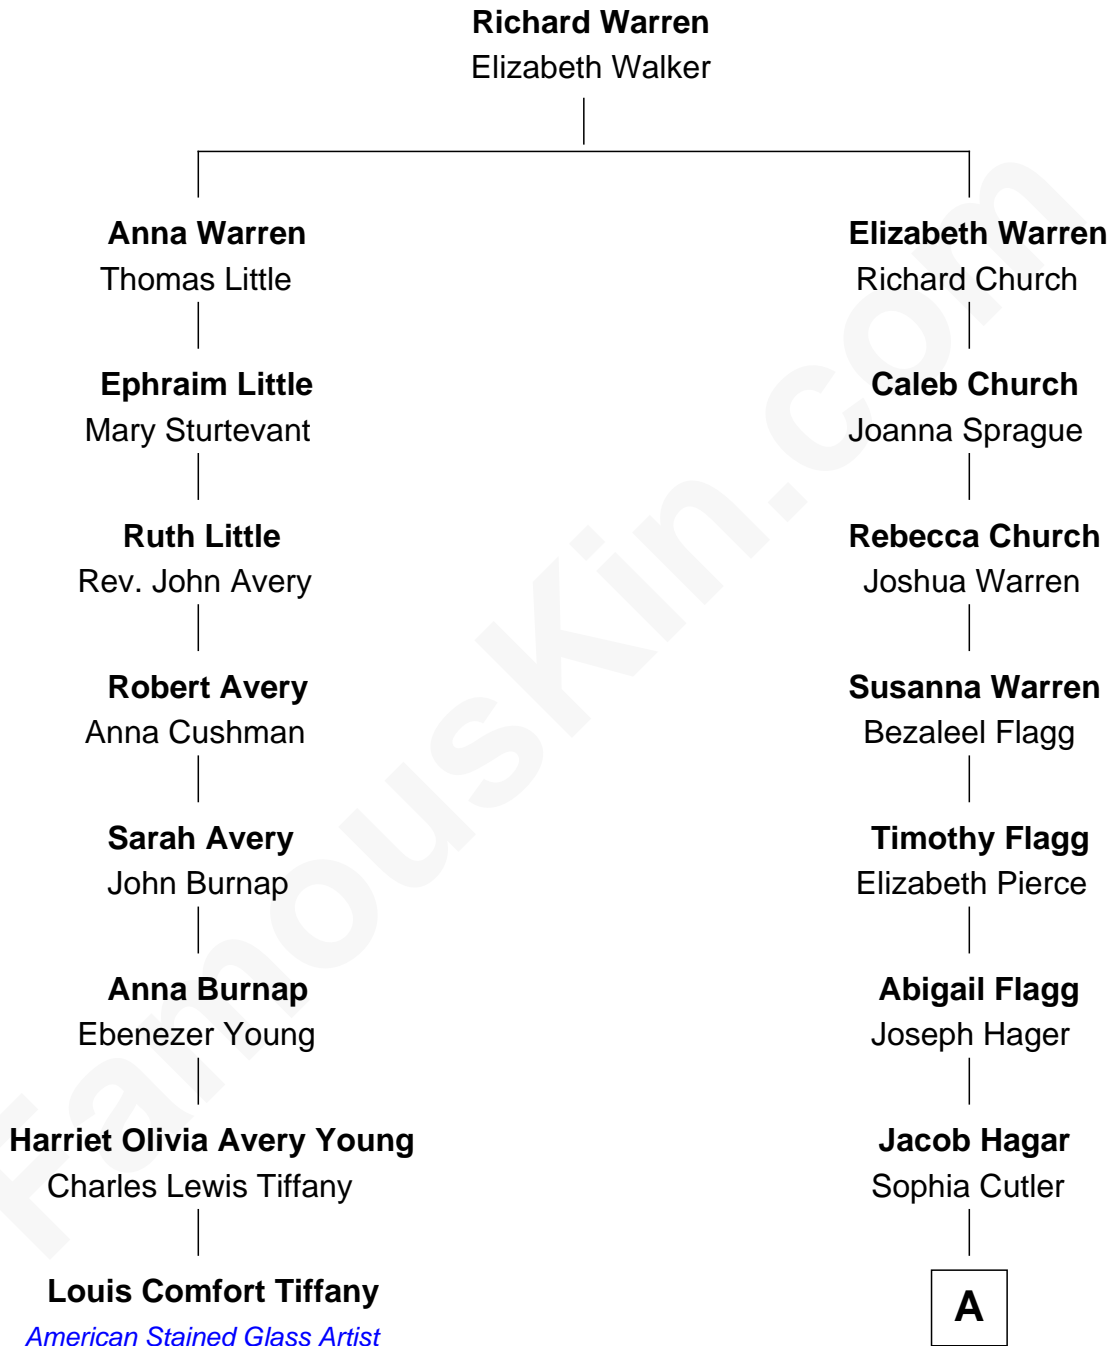 Richard Warren
Elizabeth Walker
Anna Warren
Thomas Little
Ephraim Little
Mary Sturtevant
Ruth Little
Rev. John Avery
Robert Avery
Anna Cushman
Sarah Avery
John Burnap
Anna Burnap
Ebenezer Young
Harriet Olivia Avery Young
Charles Lewis Tiffany
Louis Comfort Tiffany
American Stained Glass Artist
Elizabeth Warren
Richard Church
Caleb Church
Joanna Sprague
Rebecca Church
Joshua Warren
Susanna Warren
Bezaleel Flagg
Timothy Flagg
Elizabeth Pierce
Abigail Flagg
Joseph Hager
Jacob Hagar
Sophia Cutler
A
FamousKin.com